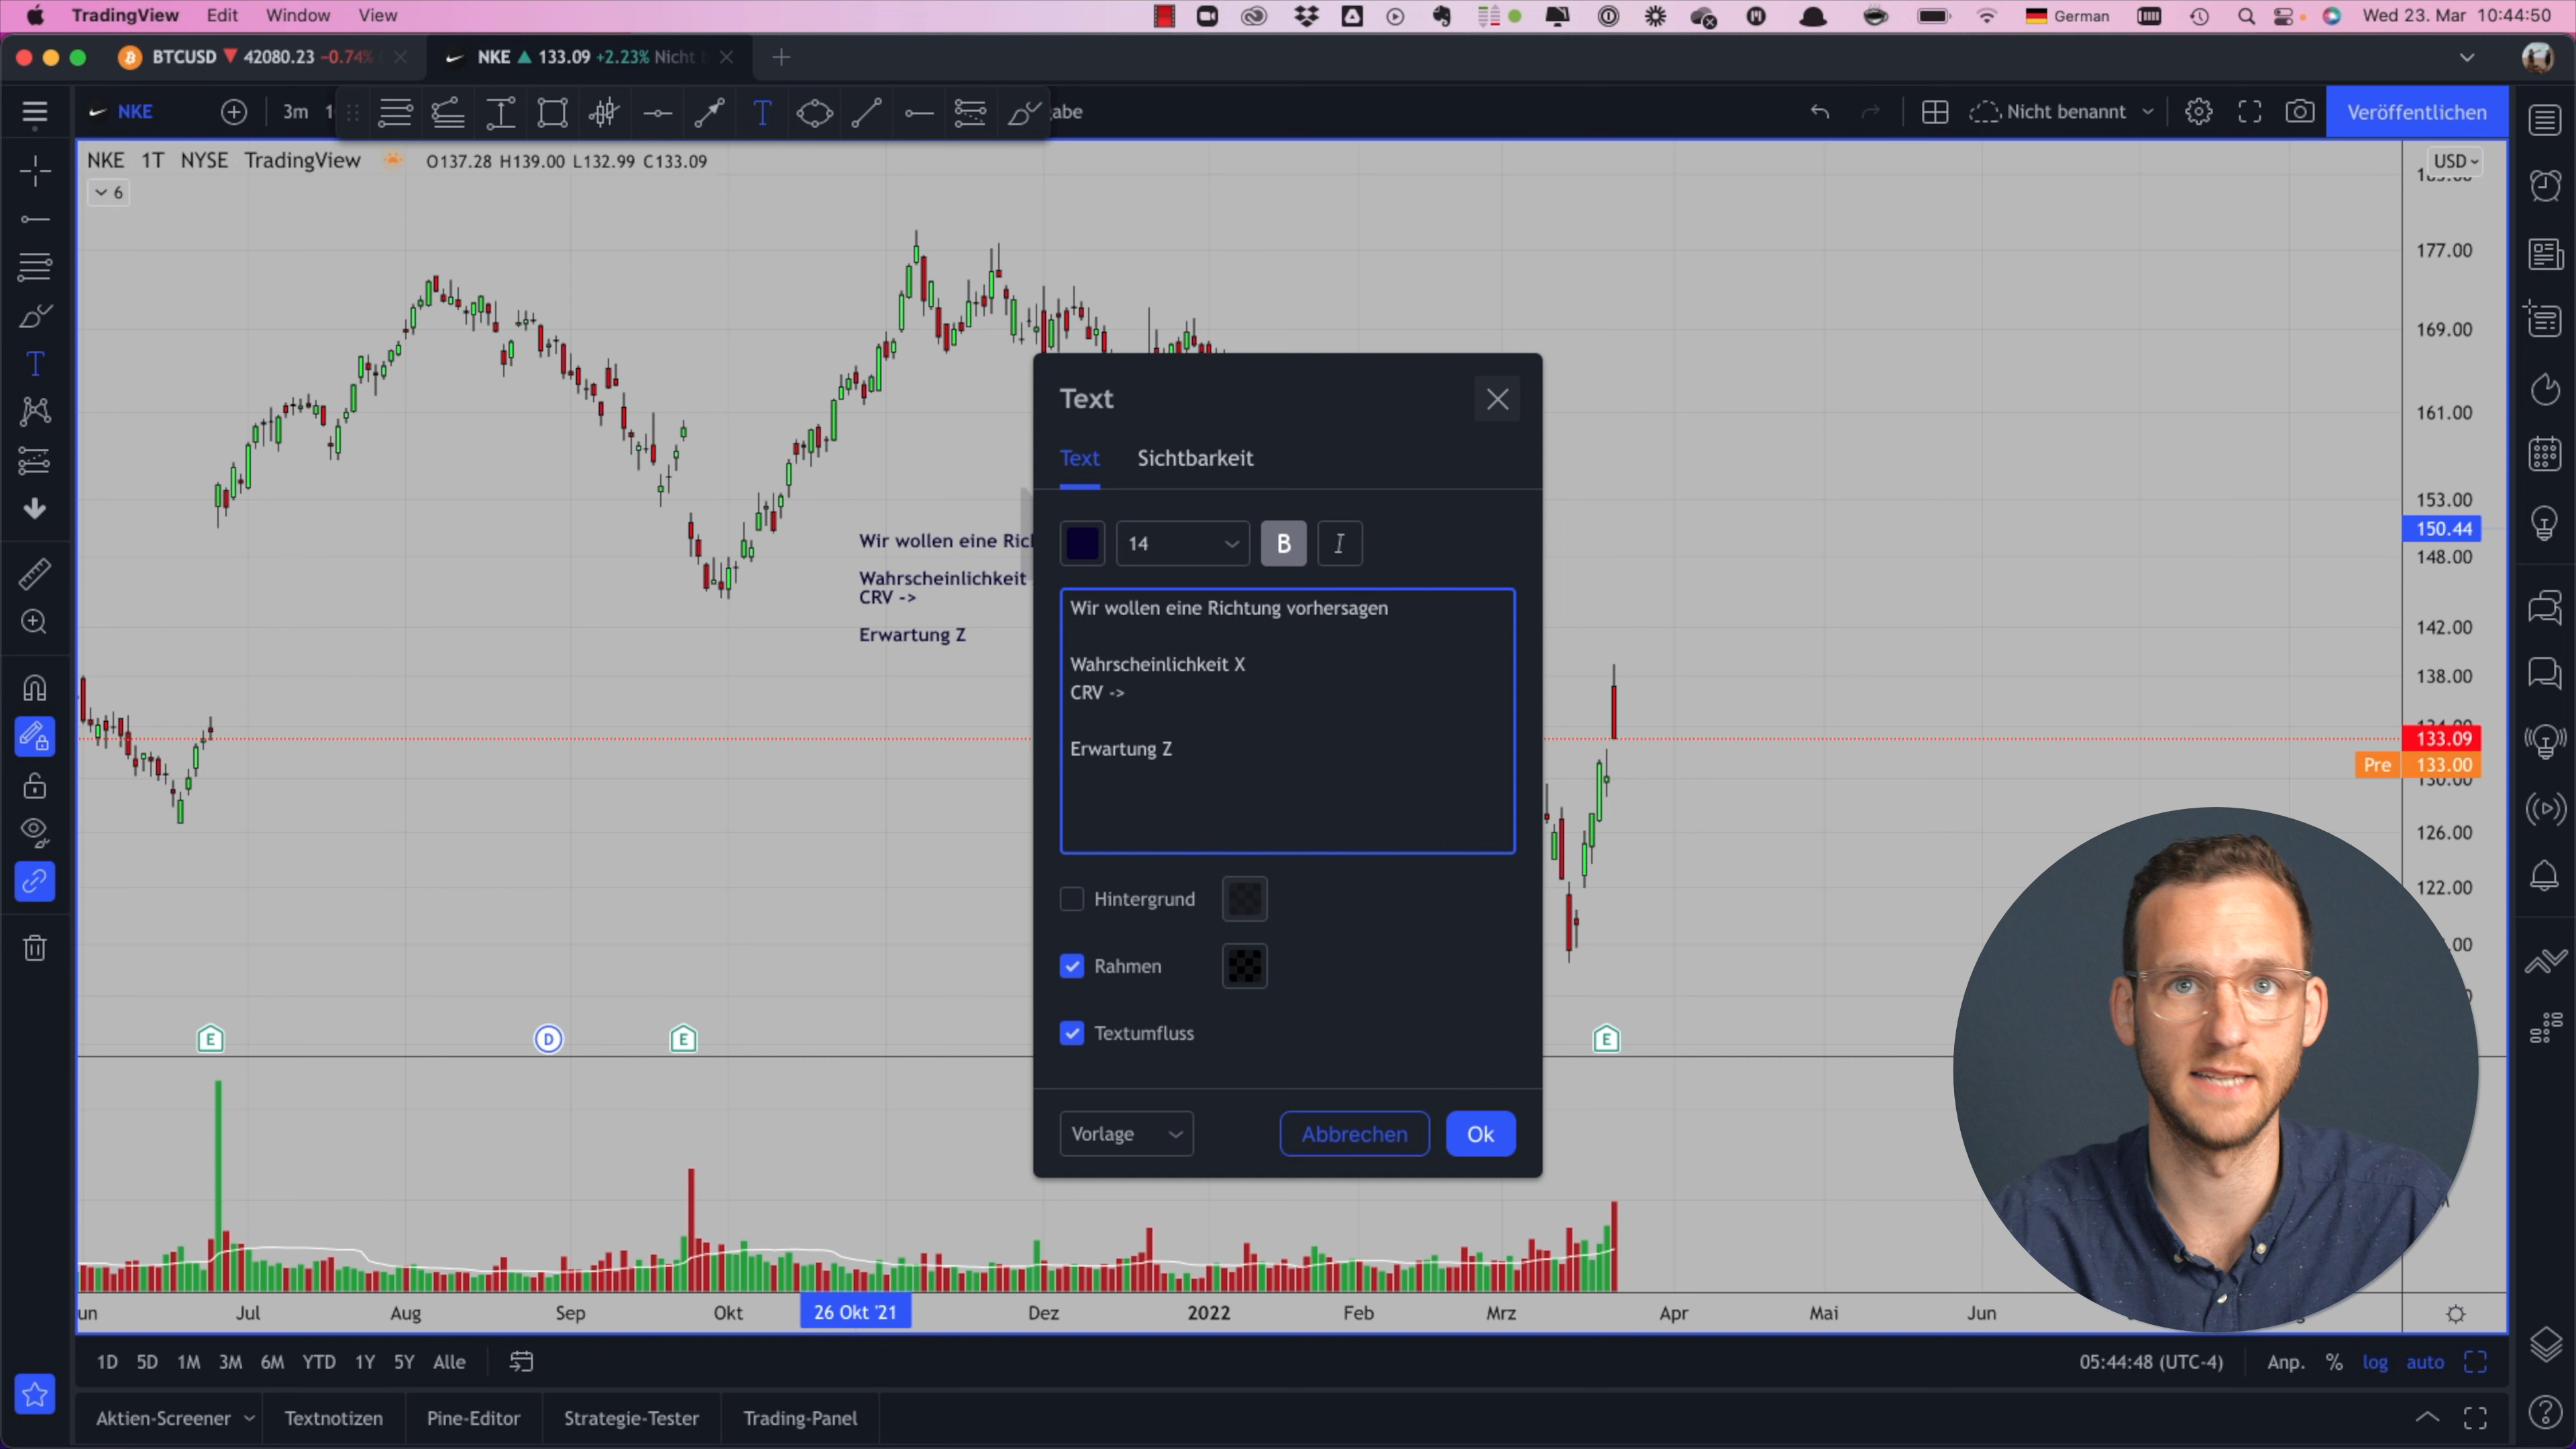 TradingView Edit Window View German Wed 23. Mar 10:44:50
BTCUSD 42080.23 -0.74%
NKE 133.09 +2.23% Nicht
NKE 3m 1 abe Nicht benannt Veröffentlichen
NKE 1T NYSE TradingView O137.28 H139.00 L132.99 C133.09
6
USD
177.00
169.00
161.00
153.00
150.44
148.00
142.00
138.00
133.09
Pre 133.00
126.00
122.00
Wir wollen eine Rich
Wahrscheinlichkeit
CRV ->
Erwartung Z
Text
Text Sichtbarkeit
14 B I
Wir wollen eine Richtung vorhersagen
Wahrscheinlichkeit X
CRV ->
Erwartung Z
Hintergrund
Rahmen
Textumfluss
Vorlage Abbrechen Ok
E D E E
un Jul Aug Sep Okt 26 Okt '21 Dez 2022 Feb Mrz Apr Mai Jun
1D 5D 1M 3M 6M YTD 1Y 5Y Alle 05:44:48 (UTC-4) Anp. % log auto
Aktien-Screener Textnotizen Pine-Editor Strategie-Tester Trading-Panel